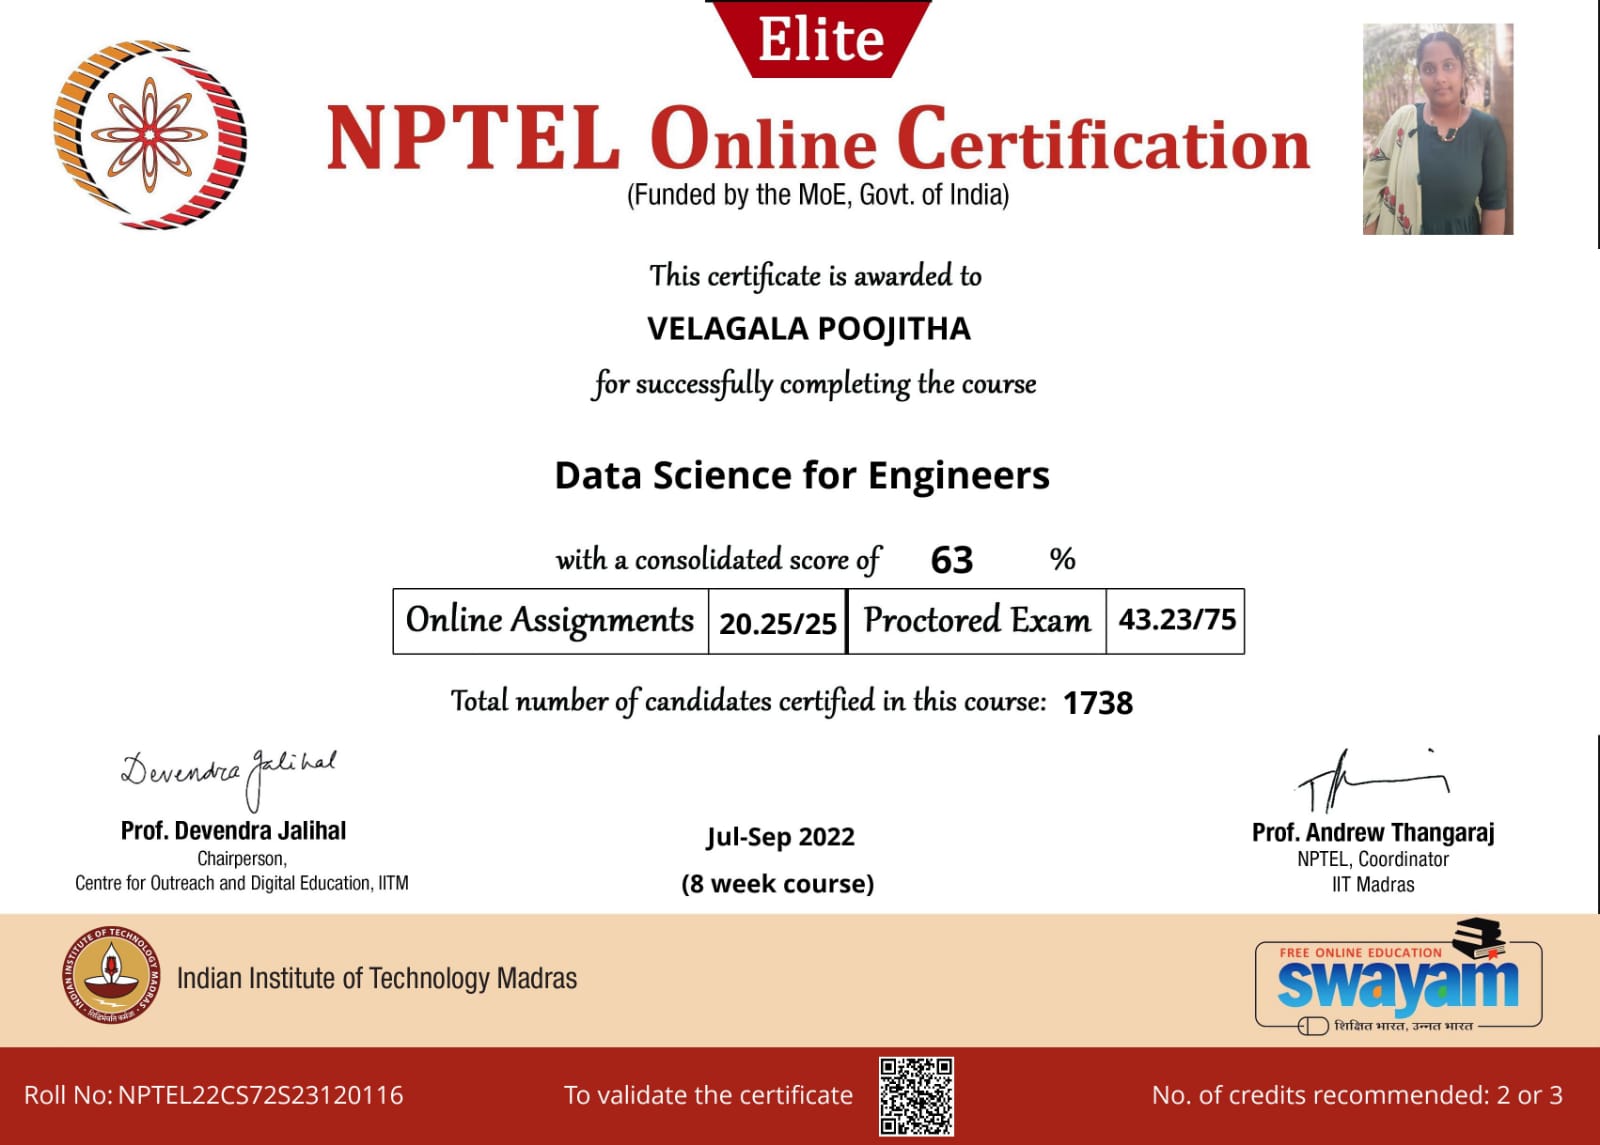 Elite
NPTEL Online Certification
(Funded by the MoE, Govt. of India)
This certificate is awarded to
VELAGALA POOJITHA
for successfully completing the course
Data Science for Engineers
with a consolidated score of 63 %
Online Assignments 20.25/25 Proctored Exam 43.23/75
Total number of candidates certified in this course: 1738
Devendra Jalihal
Prof. Devendra Jalihal
Chairperson,
Centre for Outreach and Digital Education, IITM
Jul-Sep 2022
(8 week course)
Prof. Andrew Thangaraj
NPTEL, Coordinator
IIT Madras
INDIAN INSTITUTE OF TECHNOLOGY MADRAS
Indian Institute of Technology Madras
FREE ONLINE EDUCATION
swayam
शिक्षित भारत, उन्नत भारत
Roll No: NPTEL22CS72S23120116
To validate the certificate
No. of credits recommended: 2 or 3